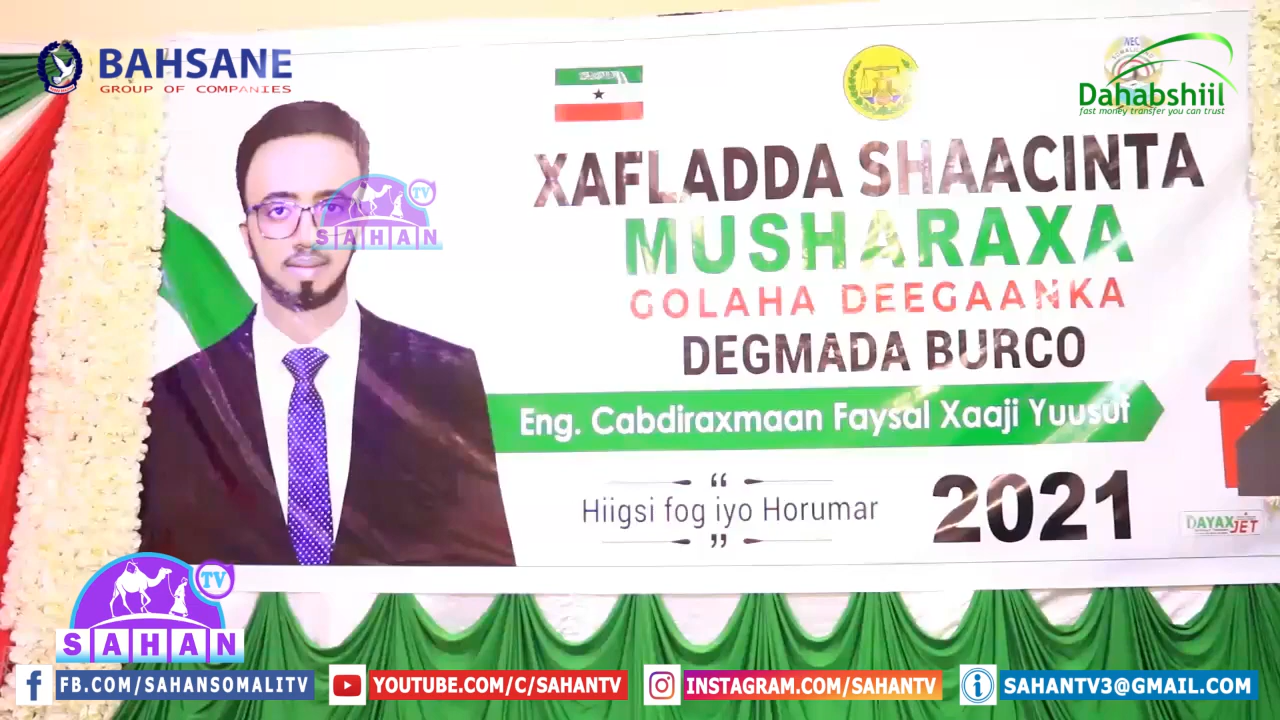 BAHSANE
GROUP OF COMPANIES
NEC
Dahabshiil
fast money transfer you can trust
XAFLADDA SHAACINTA
MUSHARAXA
GOLAHA DEEGAANKA
DEGMADA BURCO
Eng. Cabdiraxmaan Faysal Xaaji Yuusuf
Hiigsi fog iyo Horumar
2021
TV
SAHAN
DAYAX JET
TV
SAHAN
FB.COM/SAHANSOMALITV
YOUTUBE.COM/C/SAHANTV
INSTAGRAM.COM/SAHANTV
SAHANTV3@GMAIL.COM